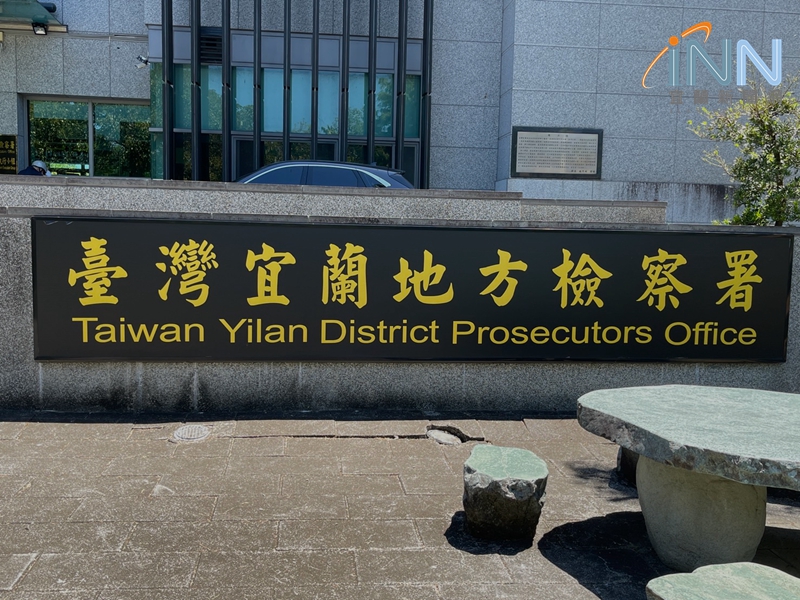 iNN
臺灣宜蘭地方檢察署
Taiwan Yilan District Prosecutors Office